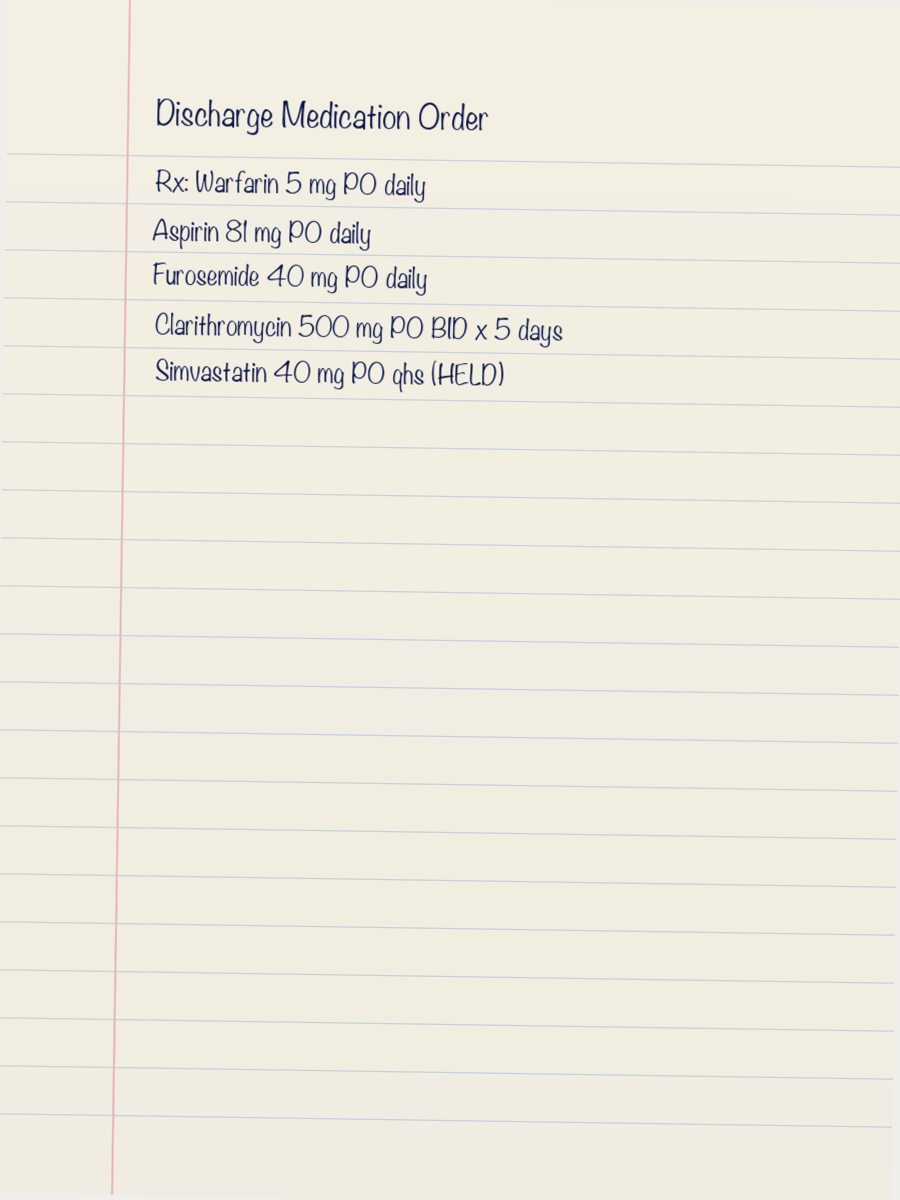 Discharge Medication Order
Rx: Warfarin 5 mg PO daily
Aspirin 81 mg PO daily
Furosemide 40 mg PO daily
Clarithromycin 500 mg PO BID x 5 days
Simvastatin 40 mg PO qhs (HELD)